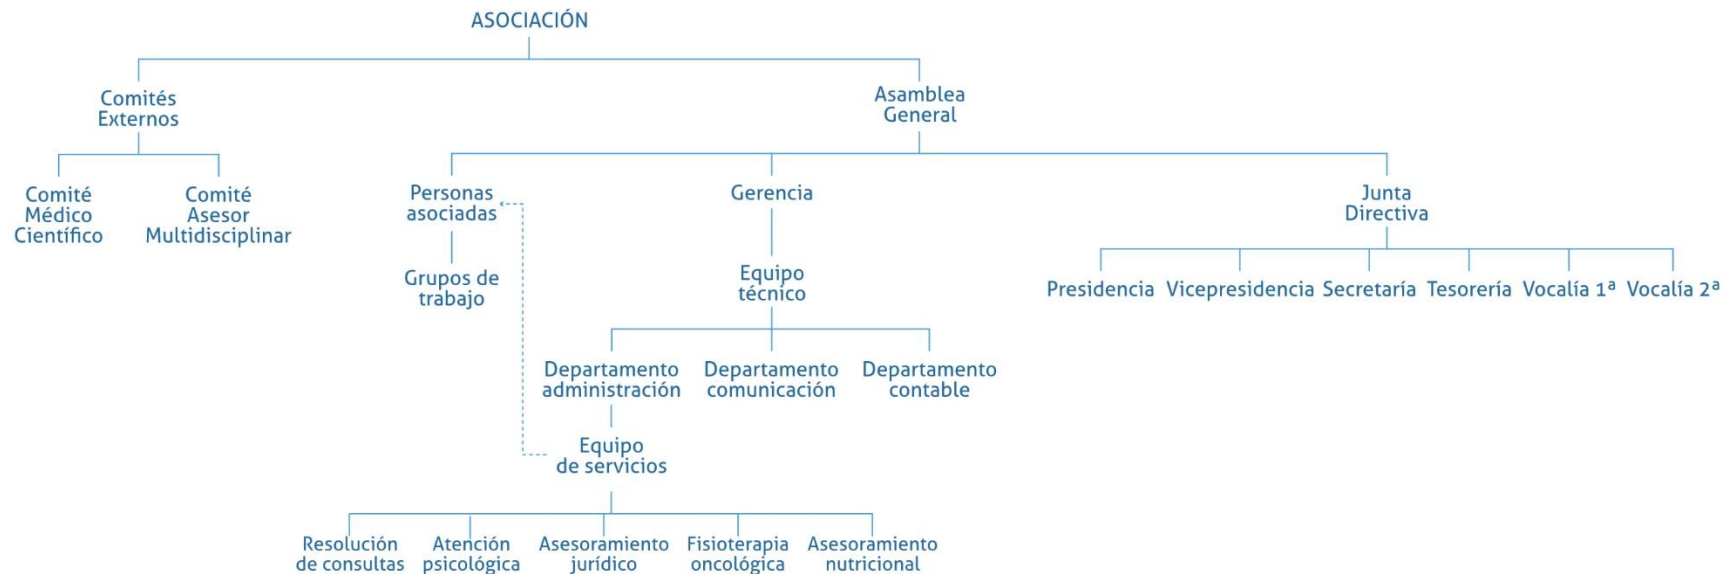 ASOCIACIÓN
Comités
Externos
Asamblea
General
Comité
Médico
Científico
Comité
Asesor
Multidisciplinar
Personas
asociadas
Gerencia
Junta
Directiva
Grupos de
trabajo
Equipo
técnico
Presidencia
Vicepresidencia
Secretaría
Tesorería
Vocalía 1ª
Vocalía 2ª
Departamento
administración
Departamento
comunicación
Departamento
contable
Equipo
de servicios
Resolución
de consultas
Atención
psicológica
Asesoramiento
jurídico
Fisioterapia
oncológica
Asesoramiento
nutricional